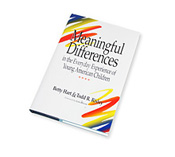 Meaningful
Differences
in the Everyday Experience of
Young American Children
Betty Hart & Todd R. Risley